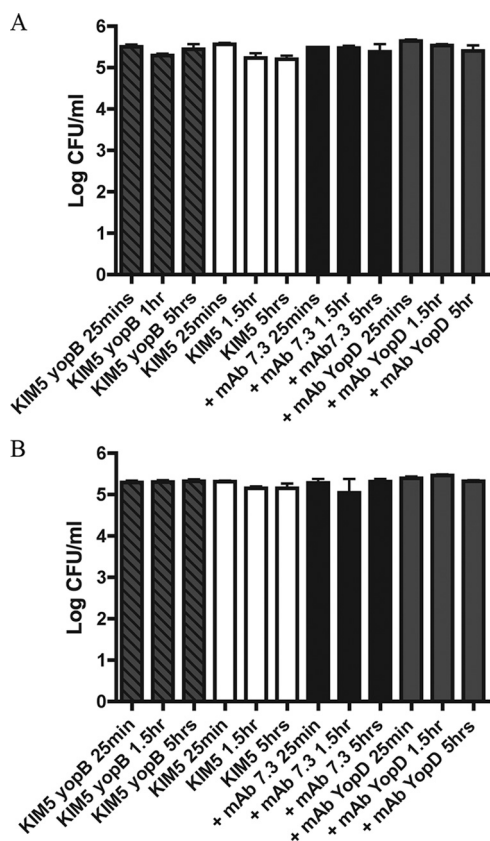 A
Log CFU/ml
6
5
4
3
2
1
0
KIM5 yopB 25mins
KIM5 yopB 1hr
KIM5 yopB 5hrs
KIM5 25mins
KIM5 1.5hr
KIM5 5hrs
+ mAb 7.3 25mins
+ mAb 7.3 1.5hr
+ mAb7.3 5hrs
+ mAb YopD 25mins
+ mAb YopD 1.5hr
+ mAb YopD 5hr
B
Log CFU/ml
6
5
4
3
2
1
0
KIM5 yopB 25min
KIM5 yopB 1.5hr
KIM5 yopB 5hrs
KIM5 25min
KIM5 1.5hr
KIM5 5hrs
+ mAb 7.3 25min
+ mAb 7.3 1.5hr
+ mAb 7.3 5hrs
+ mAb YopD 25min
+ mAb YopD 1.5hr
+ mAb YopD 5hrs